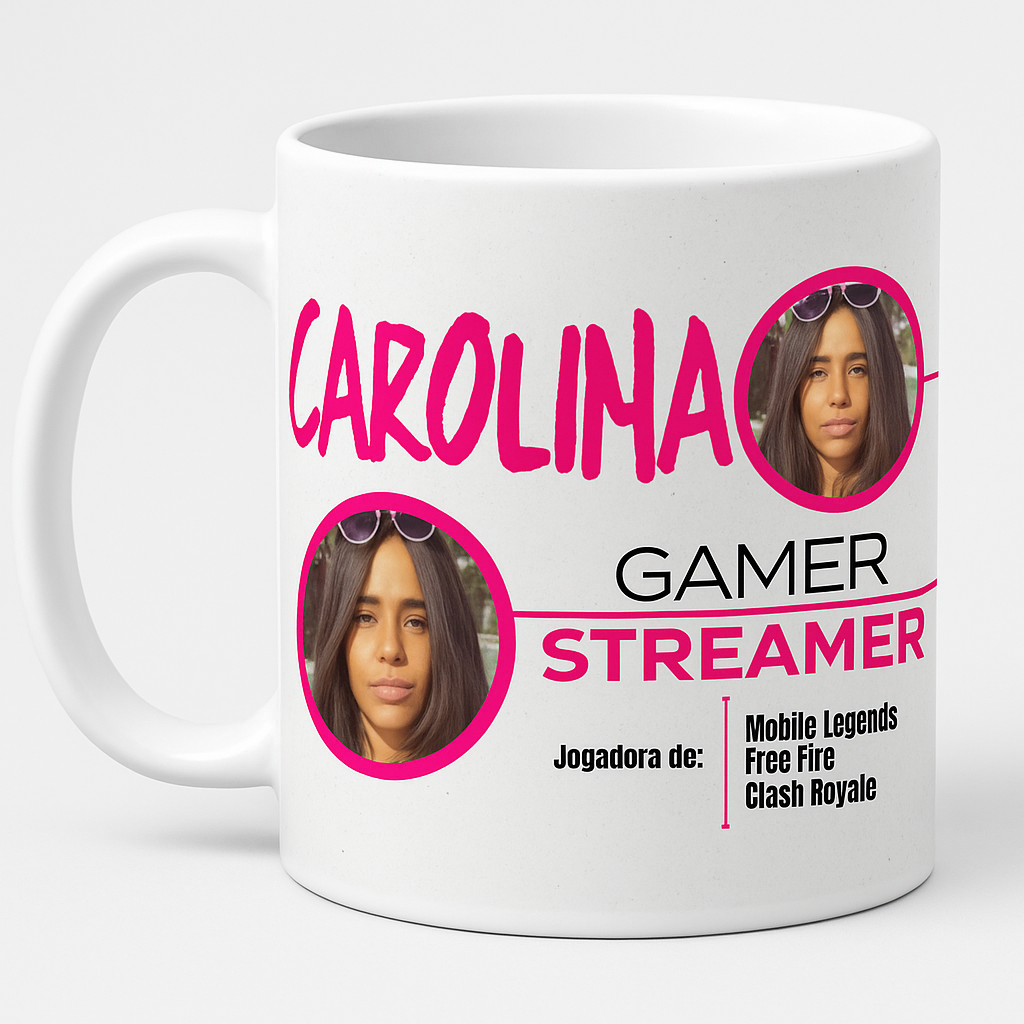 CAROLINA
GAMER
STREAMER
Jogadora de:
Mobile Legends
Free Fire
Clash Royale